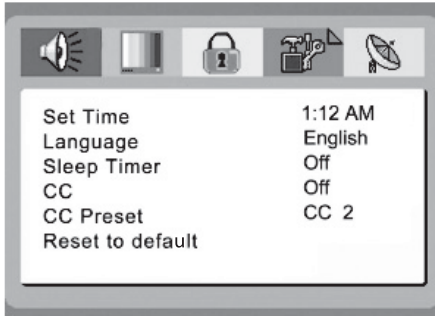 Set Time 1:12 AM
Language English
Sleep Timer Off
CC Off
CC Preset CC 2
Reset to default